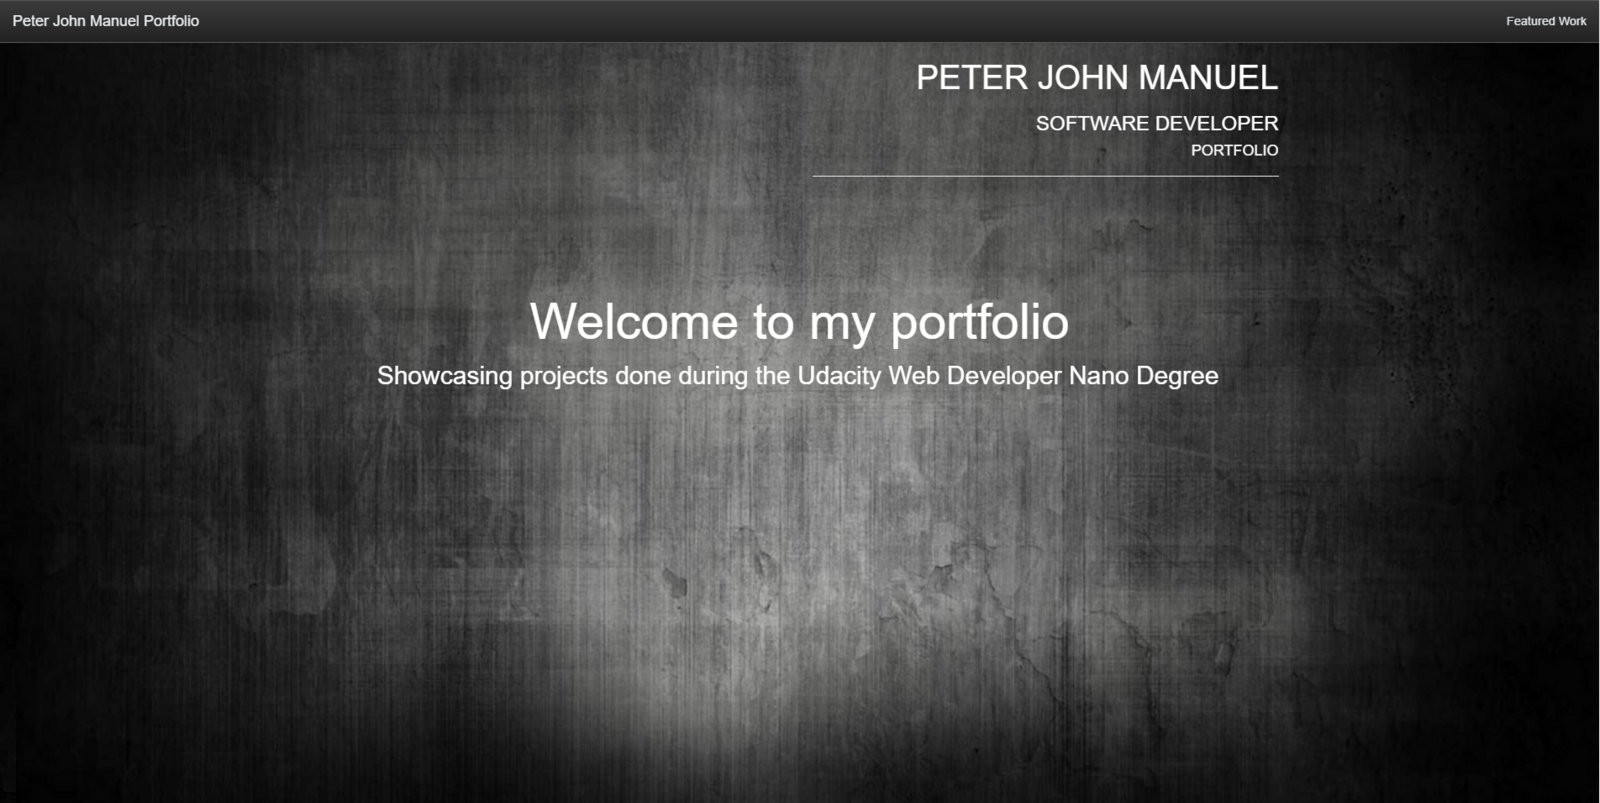 Peter John Manuel Portfolio
Featured Work
PETER JOHN MANUEL
SOFTWARE DEVELOPER
PORTFOLIO
Welcome to my portfolio
Showcasing projects done during the Udacity Web Developer Nano Degree